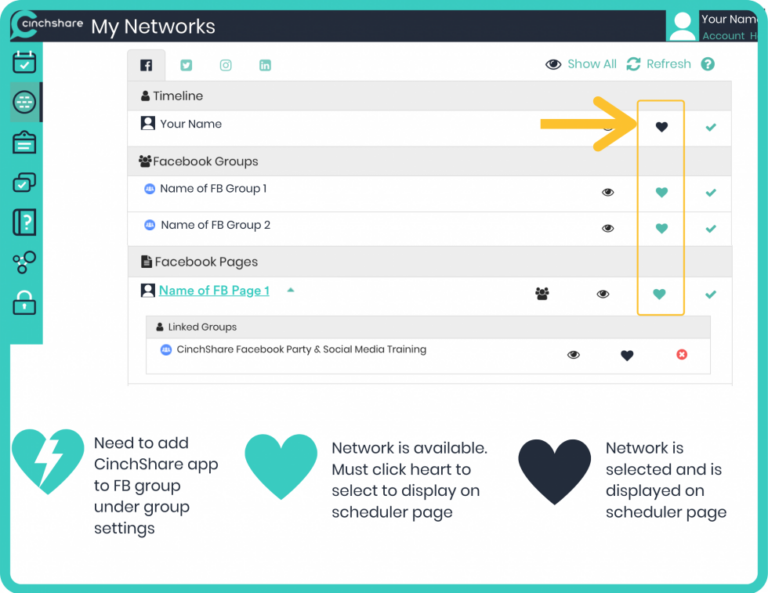 cinchshare My Networks
Your Nam
Account H
Show All Refresh ?
Timeline
Your Name
Facebook Groups
Name of FB Group 1
Name of FB Group 2
Facebook Pages
Name of FB Page 1
Linked Groups
CinchShare Facebook Party & Social Media Training
Need to add
CinchShare app
to FB group
under group
settings
Network is available.
Must click heart to
select to display on
scheduler page
Network is
selected and is
displayed on
scheduler page